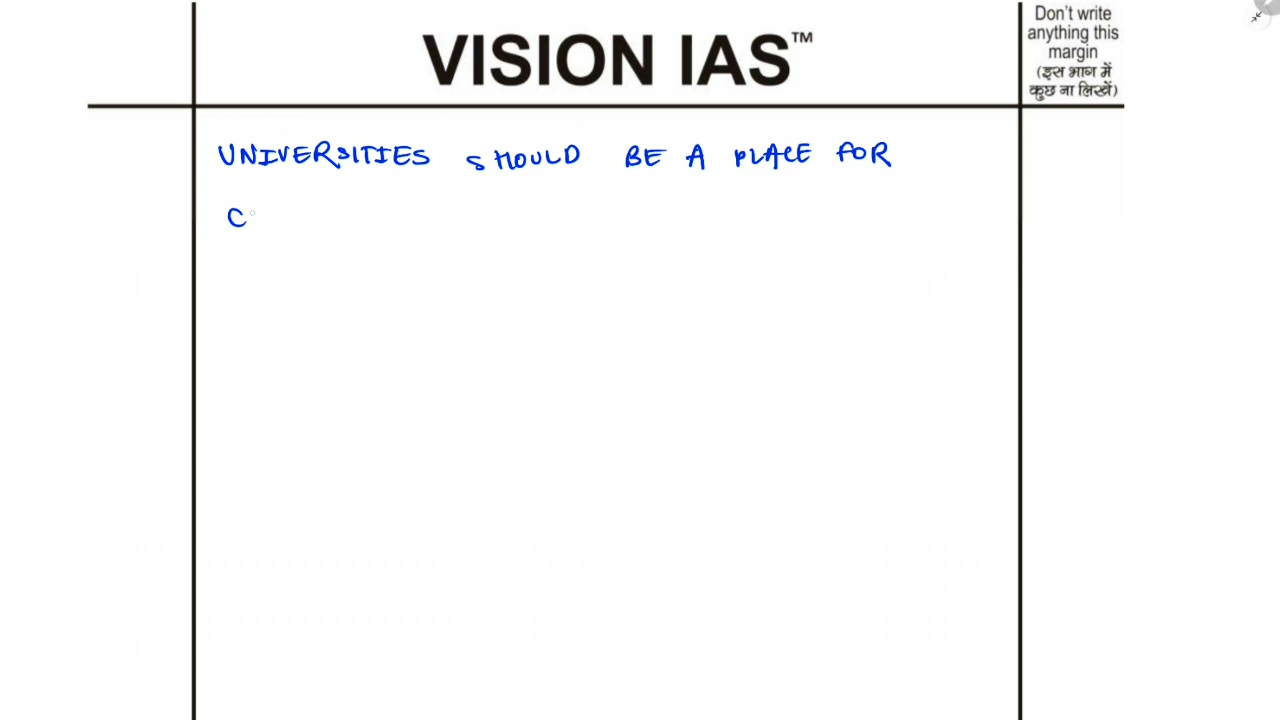 VISION IAS™
Don't write
anything this
margin
(इस भाग में
कुछ ना लिखें)
UNIVERSITIES SHOULD BE A PLACE FOR
C